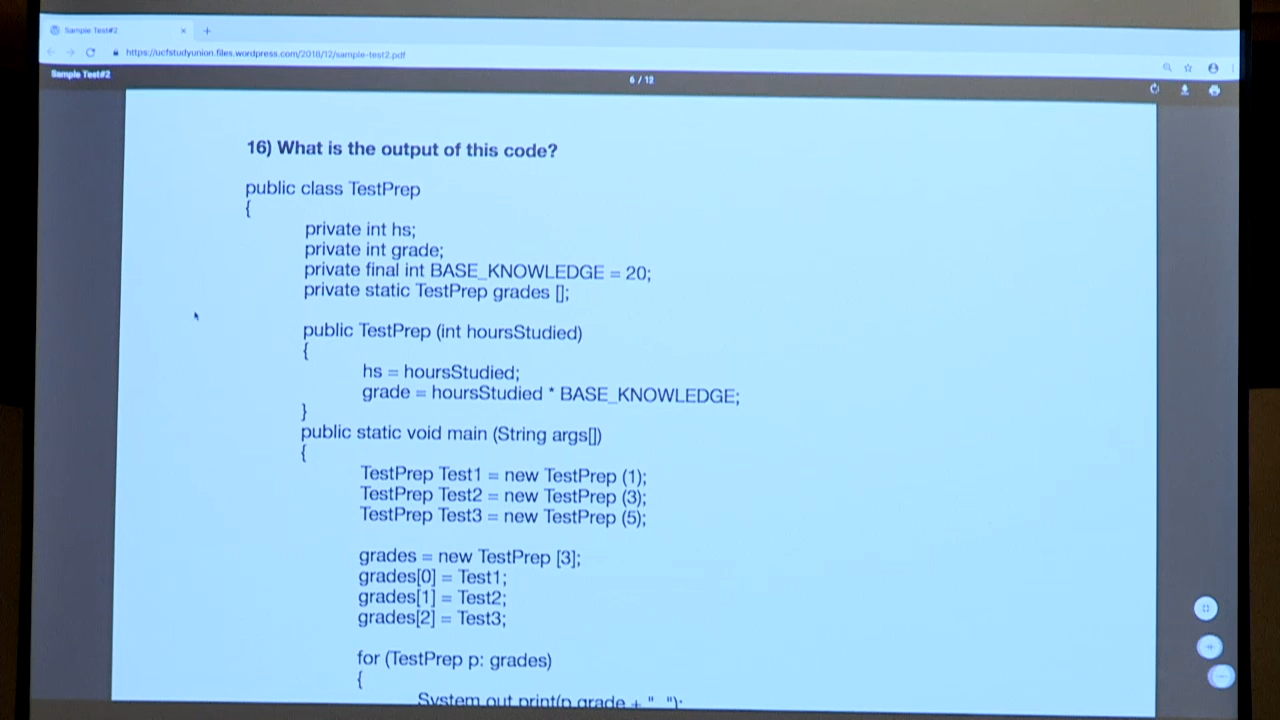 Sample Test#2
https://ucfstudyunion.files.wordpress.com/2018/12/sample-test2.pdf
Sample Test#2
6 / 12
16) What is the output of this code?
public class TestPrep
{
private int hs;
private int grade;
private final int BASE_KNOWLEDGE = 20;
private static TestPrep grades [];
public TestPrep (int hoursStudied)
{
hs = hoursStudied;
grade = hoursStudied * BASE_KNOWLEDGE;
}
public static void main (String args[])
{
TestPrep Test1 = new TestPrep (1);
TestPrep Test2 = new TestPrep (3);
TestPrep Test3 = new TestPrep (5);
grades = new TestPrep [3];
grades[0] = Test1;
grades[1] = Test2;
grades[2] = Test3;
for (TestPrep p: grades)
{
System.out.print(p.grade + "  ");